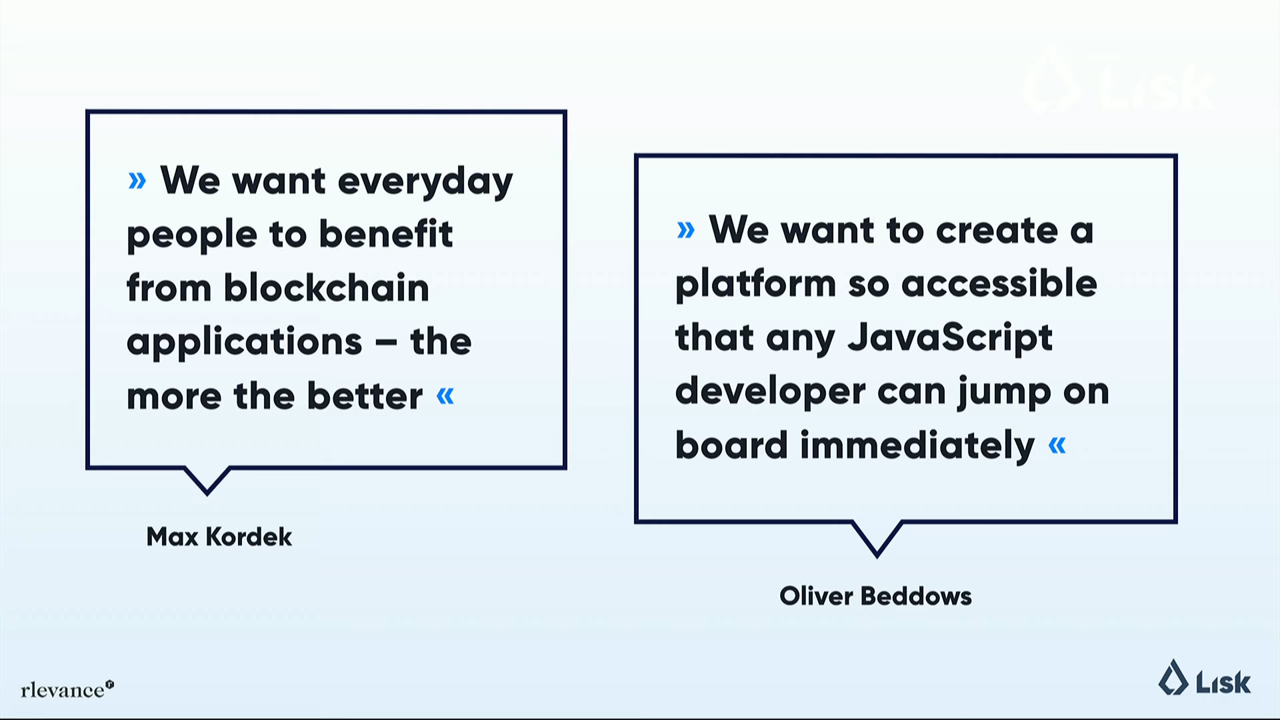 Lisk
» We want everyday
people to benefit
from blockchain
applications – the
more the better «
Max Kordek
» We want to create a
platform so accessible
that any JavaScript
developer can jump on
board immediately «
Oliver Beddows
rlevance
Lisk